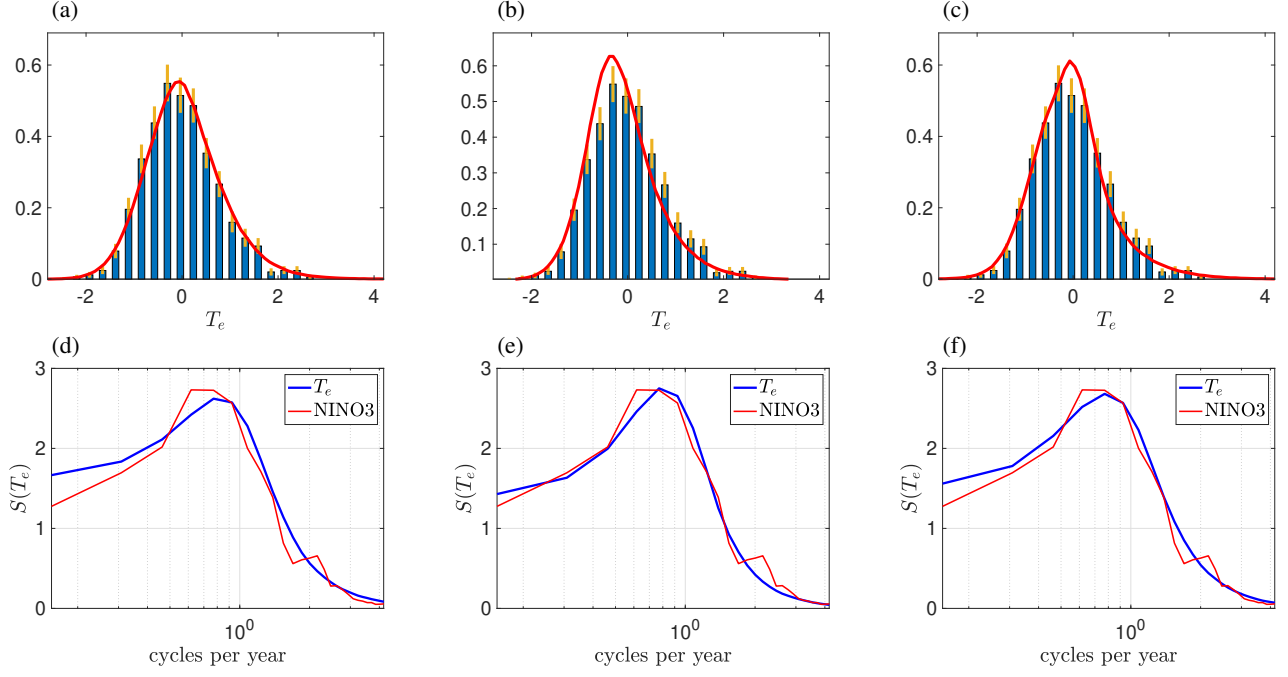 (a)
(b)
(c)
0.6
0.4
0.2
0
-2
0
2
4
T_e
0.6
0.5
0.4
0.3
0.2
0.1
0
-2
0
2
4
T_e
0.6
0.4
0.2
0
-2
0
2
4
T_e
(d)
(e)
(f)
3
2
1
0
S(T_e)
T_e
NINO3
10^0
cycles per year
3
2
1
0
S(T_e)
T_e
NINO3
10^0
cycles per year
3
2
1
0
S(T_e)
T_e
NINO3
10^0
cycles per year